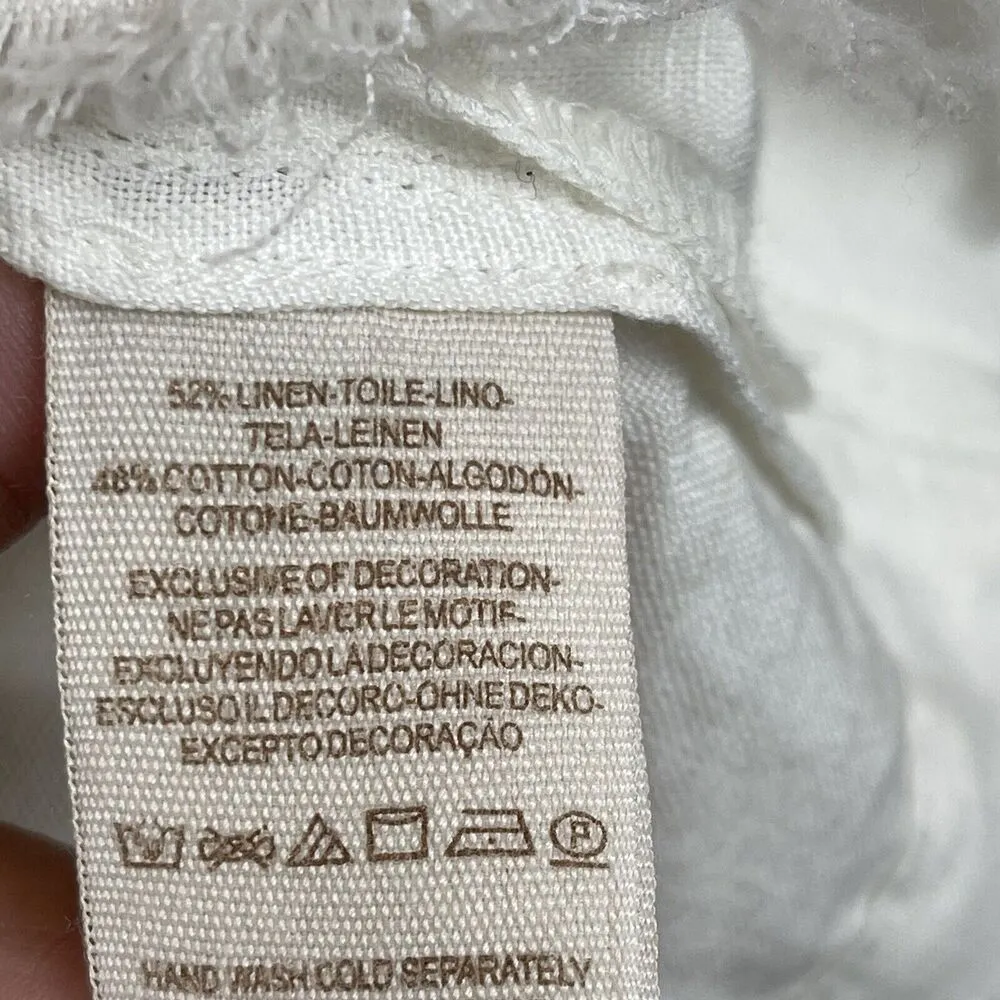 52% LINEN-TOILE-LINO-
TELA-LEINEN
48% COTTON-COTON-ALGODÓN-
COTONE-BAUMWOLLE
EXCLUSIVE OF DECORATION-
NE PAS LAVER LE MOTIF-
EXCLUYENDO LA DECORACION-
ESCLUSO IL DECORO-OHNE DEKO-
EXCEPTO DECORAÇÃO
P
HAND WASH COLD SEPARATELY